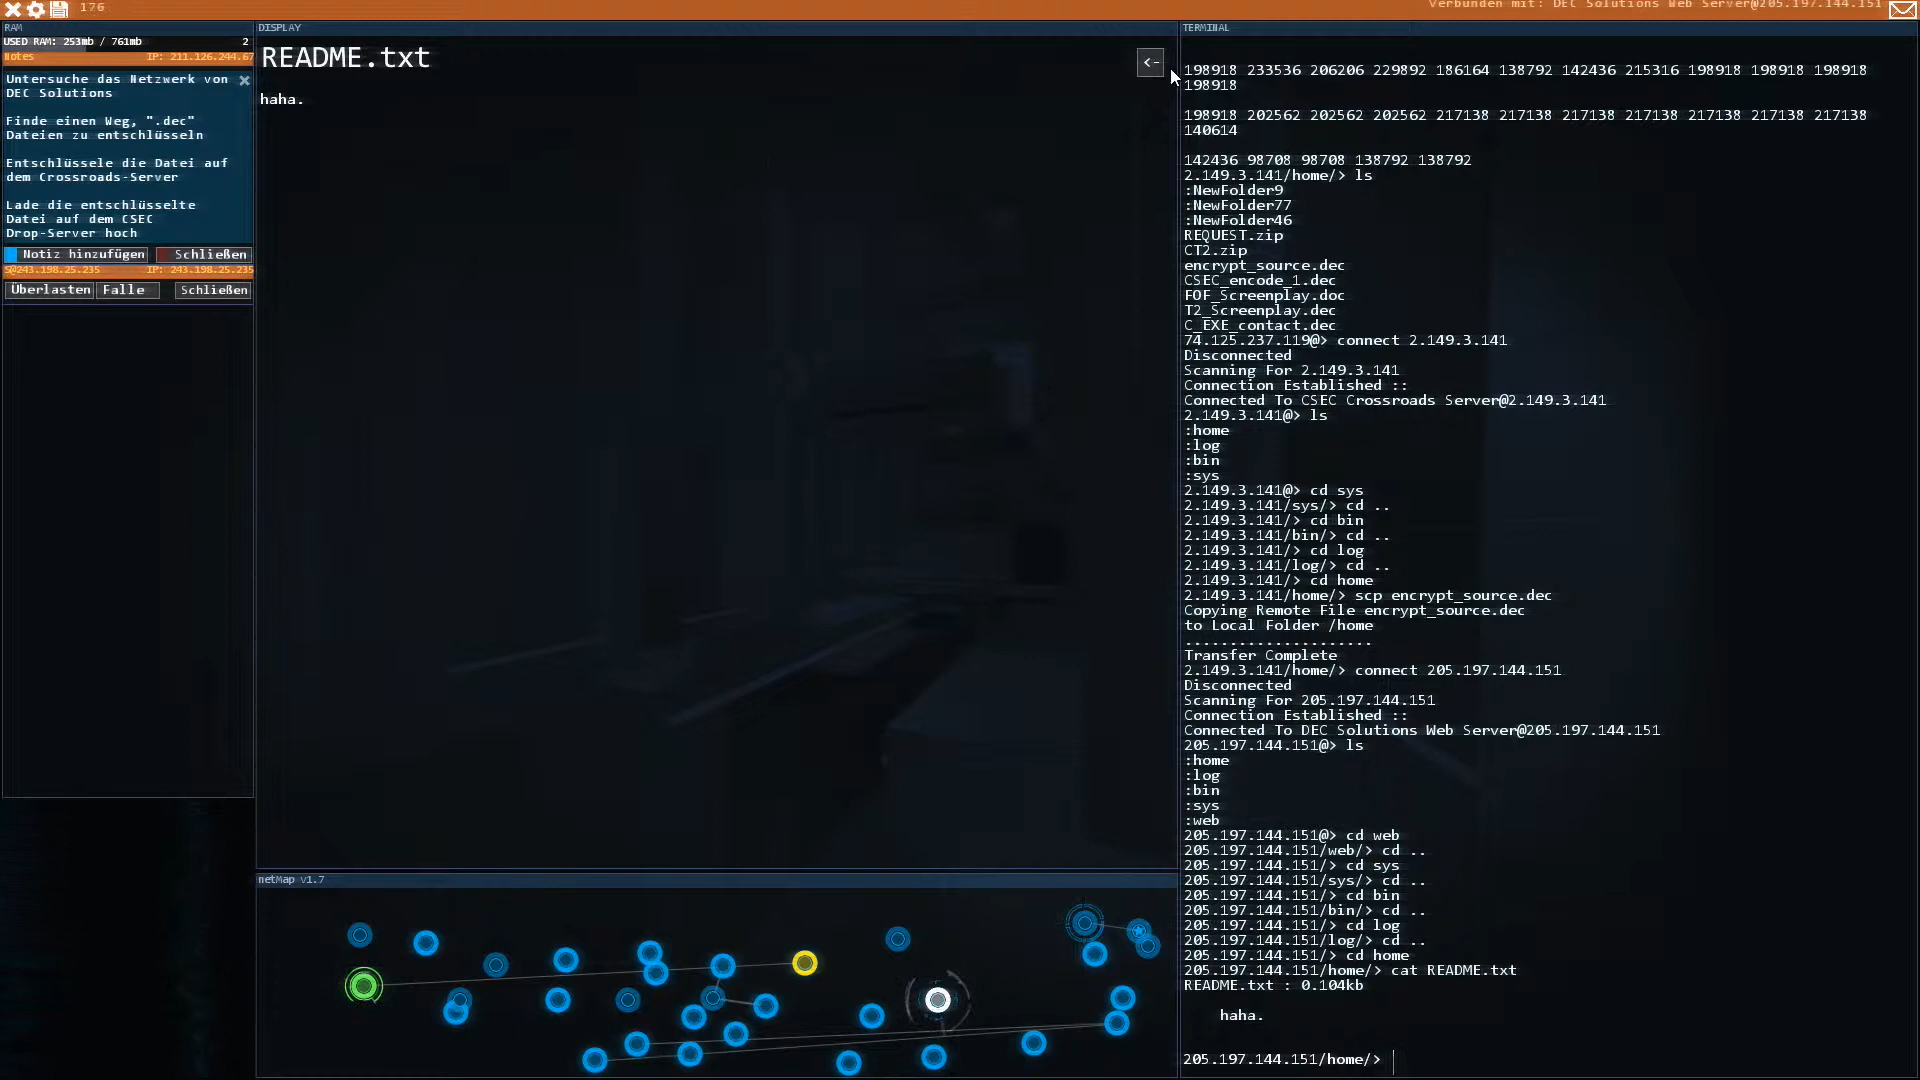 176
Verbunden mit: DEC Solutions Web Server@205.197.144.151
RAM
USED RAM: 253mb / 761mb 2
Notes IP: 211.126.244.67
Untersuche das Netzwerk von
DEC Solutions
Finde einen Weg, ".dec"
Dateien zu entschlüsseln
Entschlüssele die Datei auf
dem Crossroads-Server
Lade die entschlüsselte
Datei auf dem CSEC
Drop-Server hoch
Notiz hinzufügen Schließen
S@243.198.25.235 IP: 243.198.25.235
Überlasten Falle Schließen
DISPLAY
README.txt
<-
haha.
netMap v1.7
TERMINAL
198918 233536 206206 229892 186164 138792 142436 215316 198918 198918 198918
198918
198918 202562 202562 202562 217138 217138 217138 217138 217138 217138 217138
140614
142436 98708 98708 138792 138792
2.149.3.141/home/> ls
:NewFolder9
:NewFolder77
:NewFolder46
REQUEST.zip
CT2.zip
encrypt_source.dec
CSEC_encode_1.dec
FOF_Screenplay.doc
T2_Screenplay.dec
C_EXE_contact.dec
74.125.237.119@> connect 2.149.3.141
Disconnected
Scanning For 2.149.3.141
Connection Established ::
Connected To CSEC Crossroads Server@2.149.3.141
2.149.3.141@> ls
:home
:log
:bin
:sys
2.149.3.141@> cd sys
2.149.3.141/sys/> cd ..
2.149.3.141/> cd bin
2.149.3.141/bin/> cd ..
2.149.3.141/> cd log
2.149.3.141/log/> cd ..
2.149.3.141/> cd home
2.149.3.141/home/> scp encrypt_source.dec
Copying Remote File encrypt_source.dec
to Local Folder /home
.....................
Transfer Complete
2.149.3.141/home/> connect 205.197.144.151
Disconnected
Scanning For 205.197.144.151
Connection Established ::
Connected To DEC Solutions Web Server@205.197.144.151
205.197.144.151@> ls
:home
:log
:bin
:sys
:web
205.197.144.151@> cd web
205.197.144.151/web/> cd ..
205.197.144.151/> cd sys
205.197.144.151/sys/> cd ..
205.197.144.151/> cd bin
205.197.144.151/bin/> cd ..
205.197.144.151/> cd log
205.197.144.151/log/> cd ..
205.197.144.151/> cd home
205.197.144.151/home/> cat README.txt
README.txt : 0.104kb
haha.
205.197.144.151/home/>